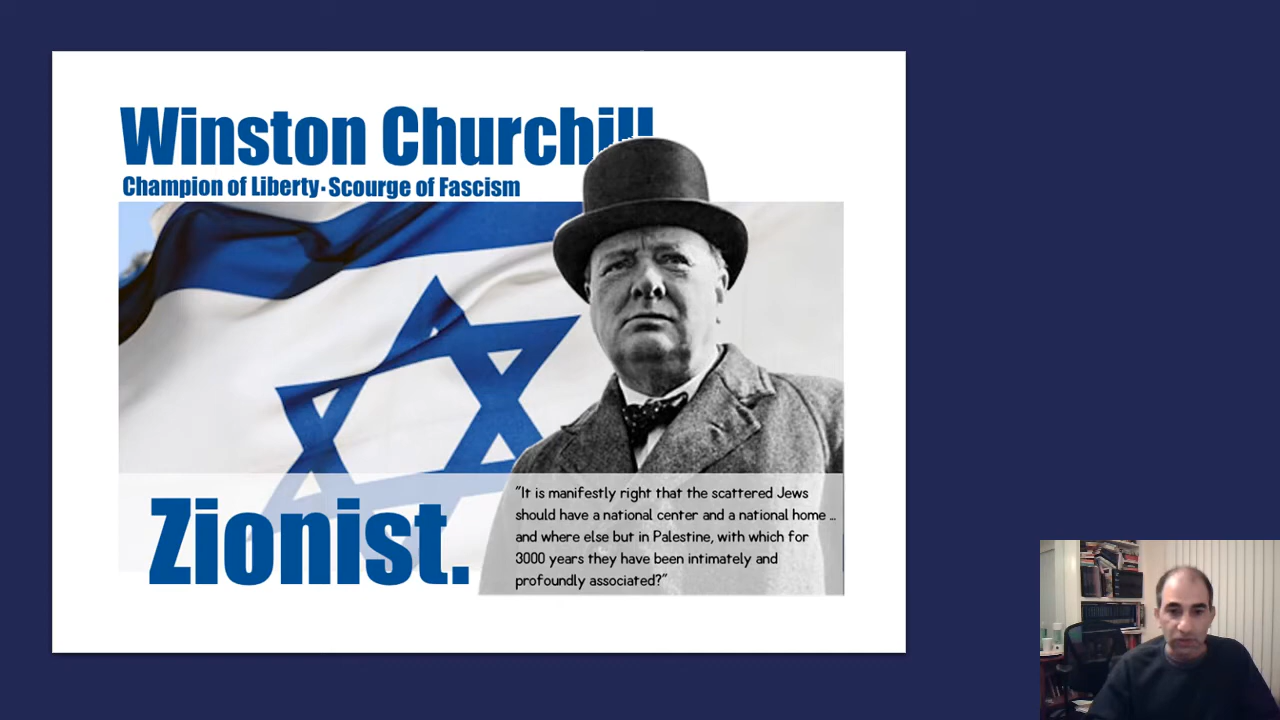 Winston Churchill
Champion of Liberty · Scourge of Fascism
Zionist.
"It is manifestly right that the scattered Jews
should have a national center and a national home ...
and where else but in Palestine, with which for
3000 years they have been intimately and
profoundly associated?"